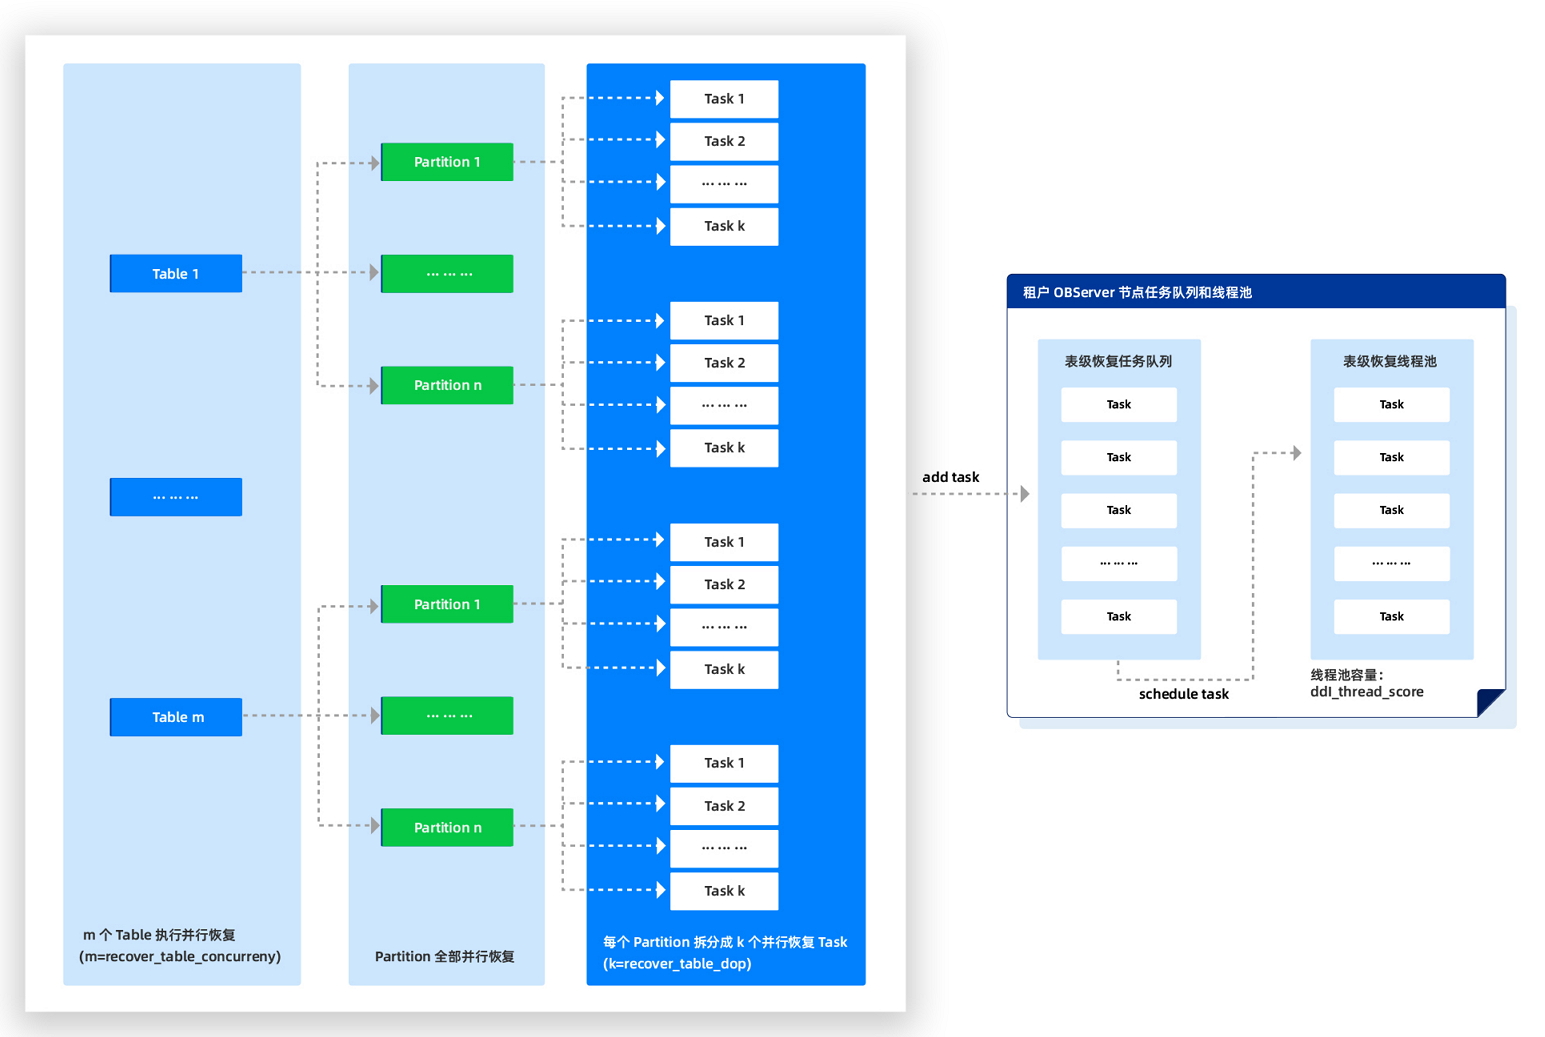 Table 1
... ... ...
Table m
m 个 Table 执行并行恢复
(m=recover_table_concurreny)
Partition 1
... ... ...
Partition n
Partition 1
... ... ...
Partition n
Partition 全部并行恢复
Task 1
Task 2
... ... ...
Task k
Task 1
Task 2
... ... ...
Task k
Task 1
Task 2
... ... ...
Task k
Task 1
Task 2
... ... ...
Task k
每个 Partition 拆分成 k 个并行恢复 Task
(k=recover_table_dop)
add task
租户 OBServer 节点任务队列和线程池
表级恢复任务队列
Task
Task
Task
... ... ...
Task
schedule task
表级恢复线程池
Task
Task
Task
... ... ...
Task
线程池容量：
ddl_thread_score